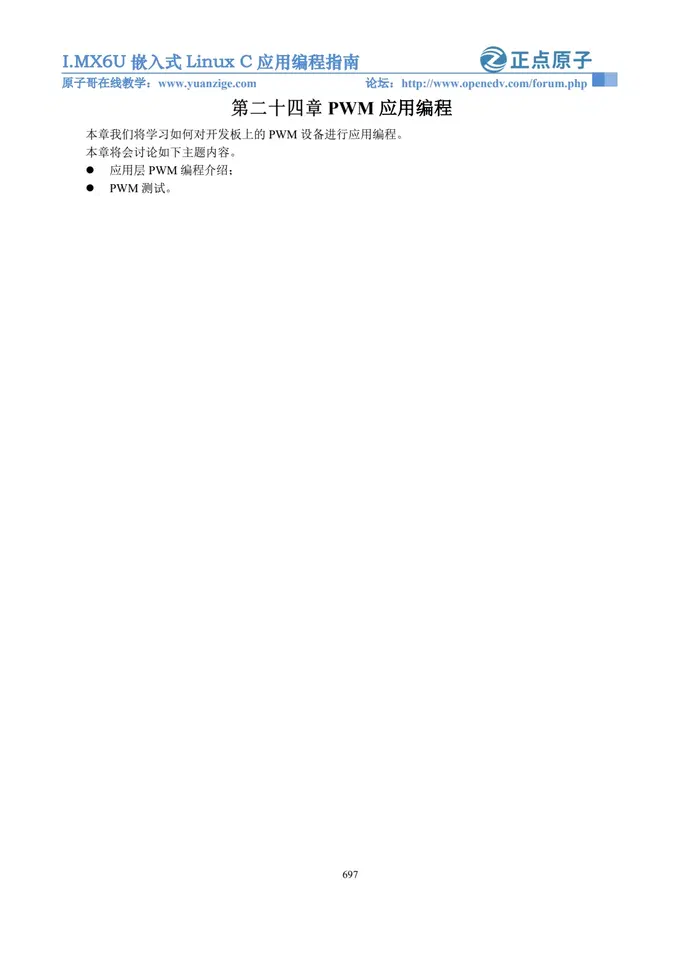 I.MX6U 嵌入式 Linux C 应用编程指南
正点原子
原子哥在线教学：www.yuanzige.com 论坛：http://www.openedv.com/forum.php
第二十四章 PWM 应用编程
本章我们将学习如何对开发板上的 PWM 设备进行应用编程。
本章将会讨论如下主题内容。
● 应用层 PWM 编程介绍；
● PWM 测试。
697